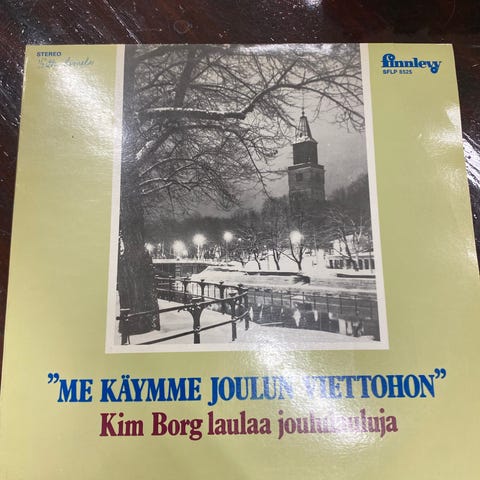 STEREO
Finnlevy
SFLP 8525
"ME KÄYMME JOULUN VIETTOHON"
Kim Borg laulaa joululauluja